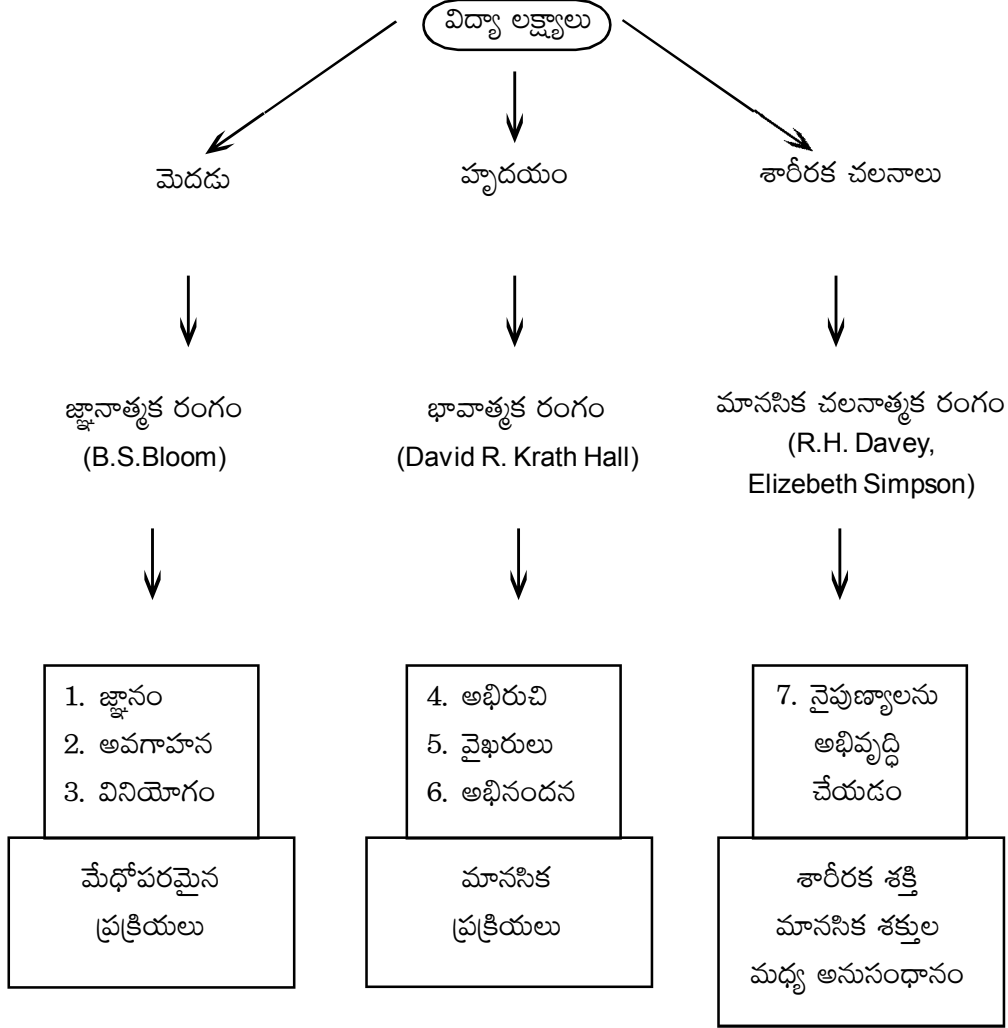 విద్యా లక్ష్యాలు
మెదడు
హృదయం
శారీరక చలనాలు
జ్ఞానాత్మక రంగం
(B.S.Bloom)
భావాత్మక రంగం
(David R. Krath Hall)
మానసిక చలనాత్మక రంగం
(R.H. Davey,
Elizebeth Simpson)
1. జ్ఞానం
2. అవగాహన
3. వినియోగం
4. అభిరుచి
5. వైఖరులు
6. అభినందన
7. నైపుణ్యాలను
అభివృద్ధి
చేయడం
మేధోపరమైన
ప్రక్రియలు
మానసిక
ప్రక్రియలు
శారీరక శక్తి
మానసిక శక్తుల
మధ్య అనుసంధానం